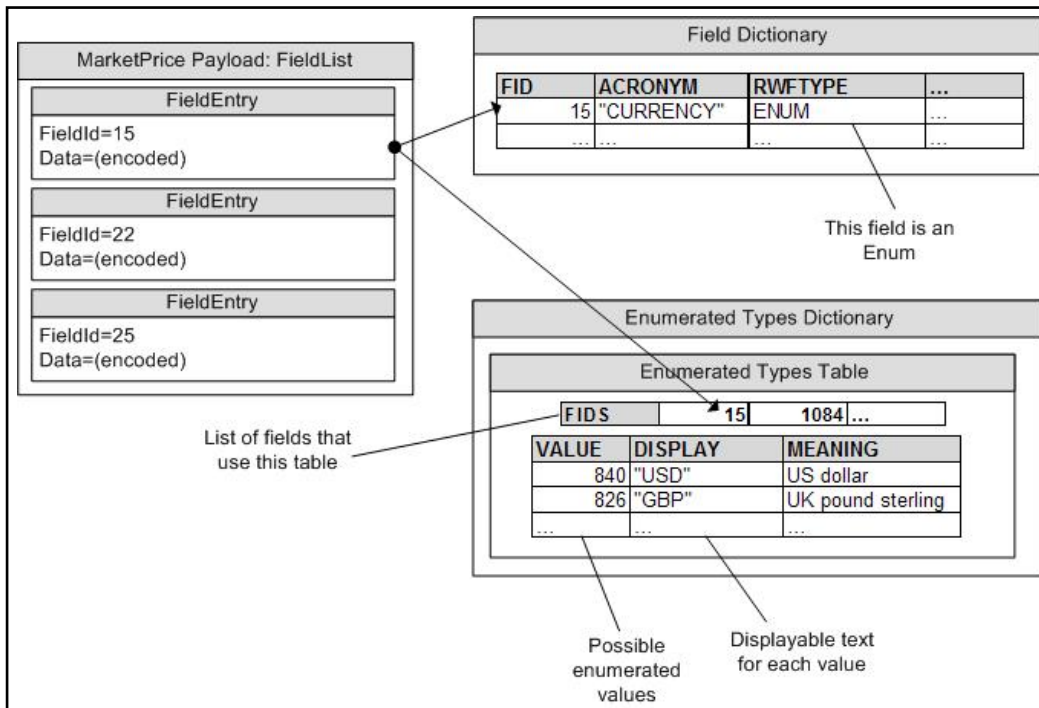 MarketPrice Payload: FieldList
FieldEntry
FieldId=15
Data=(encoded)
FieldEntry
FieldId=22
Data=(encoded)
FieldEntry
FieldId=25
Data=(encoded)
Field Dictionary
FID ACRONYM RWFTYPE ...
15 "CURRENCY" ENUM ...
... ... ... ...
This field is an
Enum
Enumerated Types Dictionary
Enumerated Types Table
FIDS 15 1084 ...
List of fields that
use this table
VALUE DISPLAY MEANING
840 "USD" US dollar
826 "GBP" UK pound sterling
... ... ...
Possible
enumerated
values
Displayable text
for each value